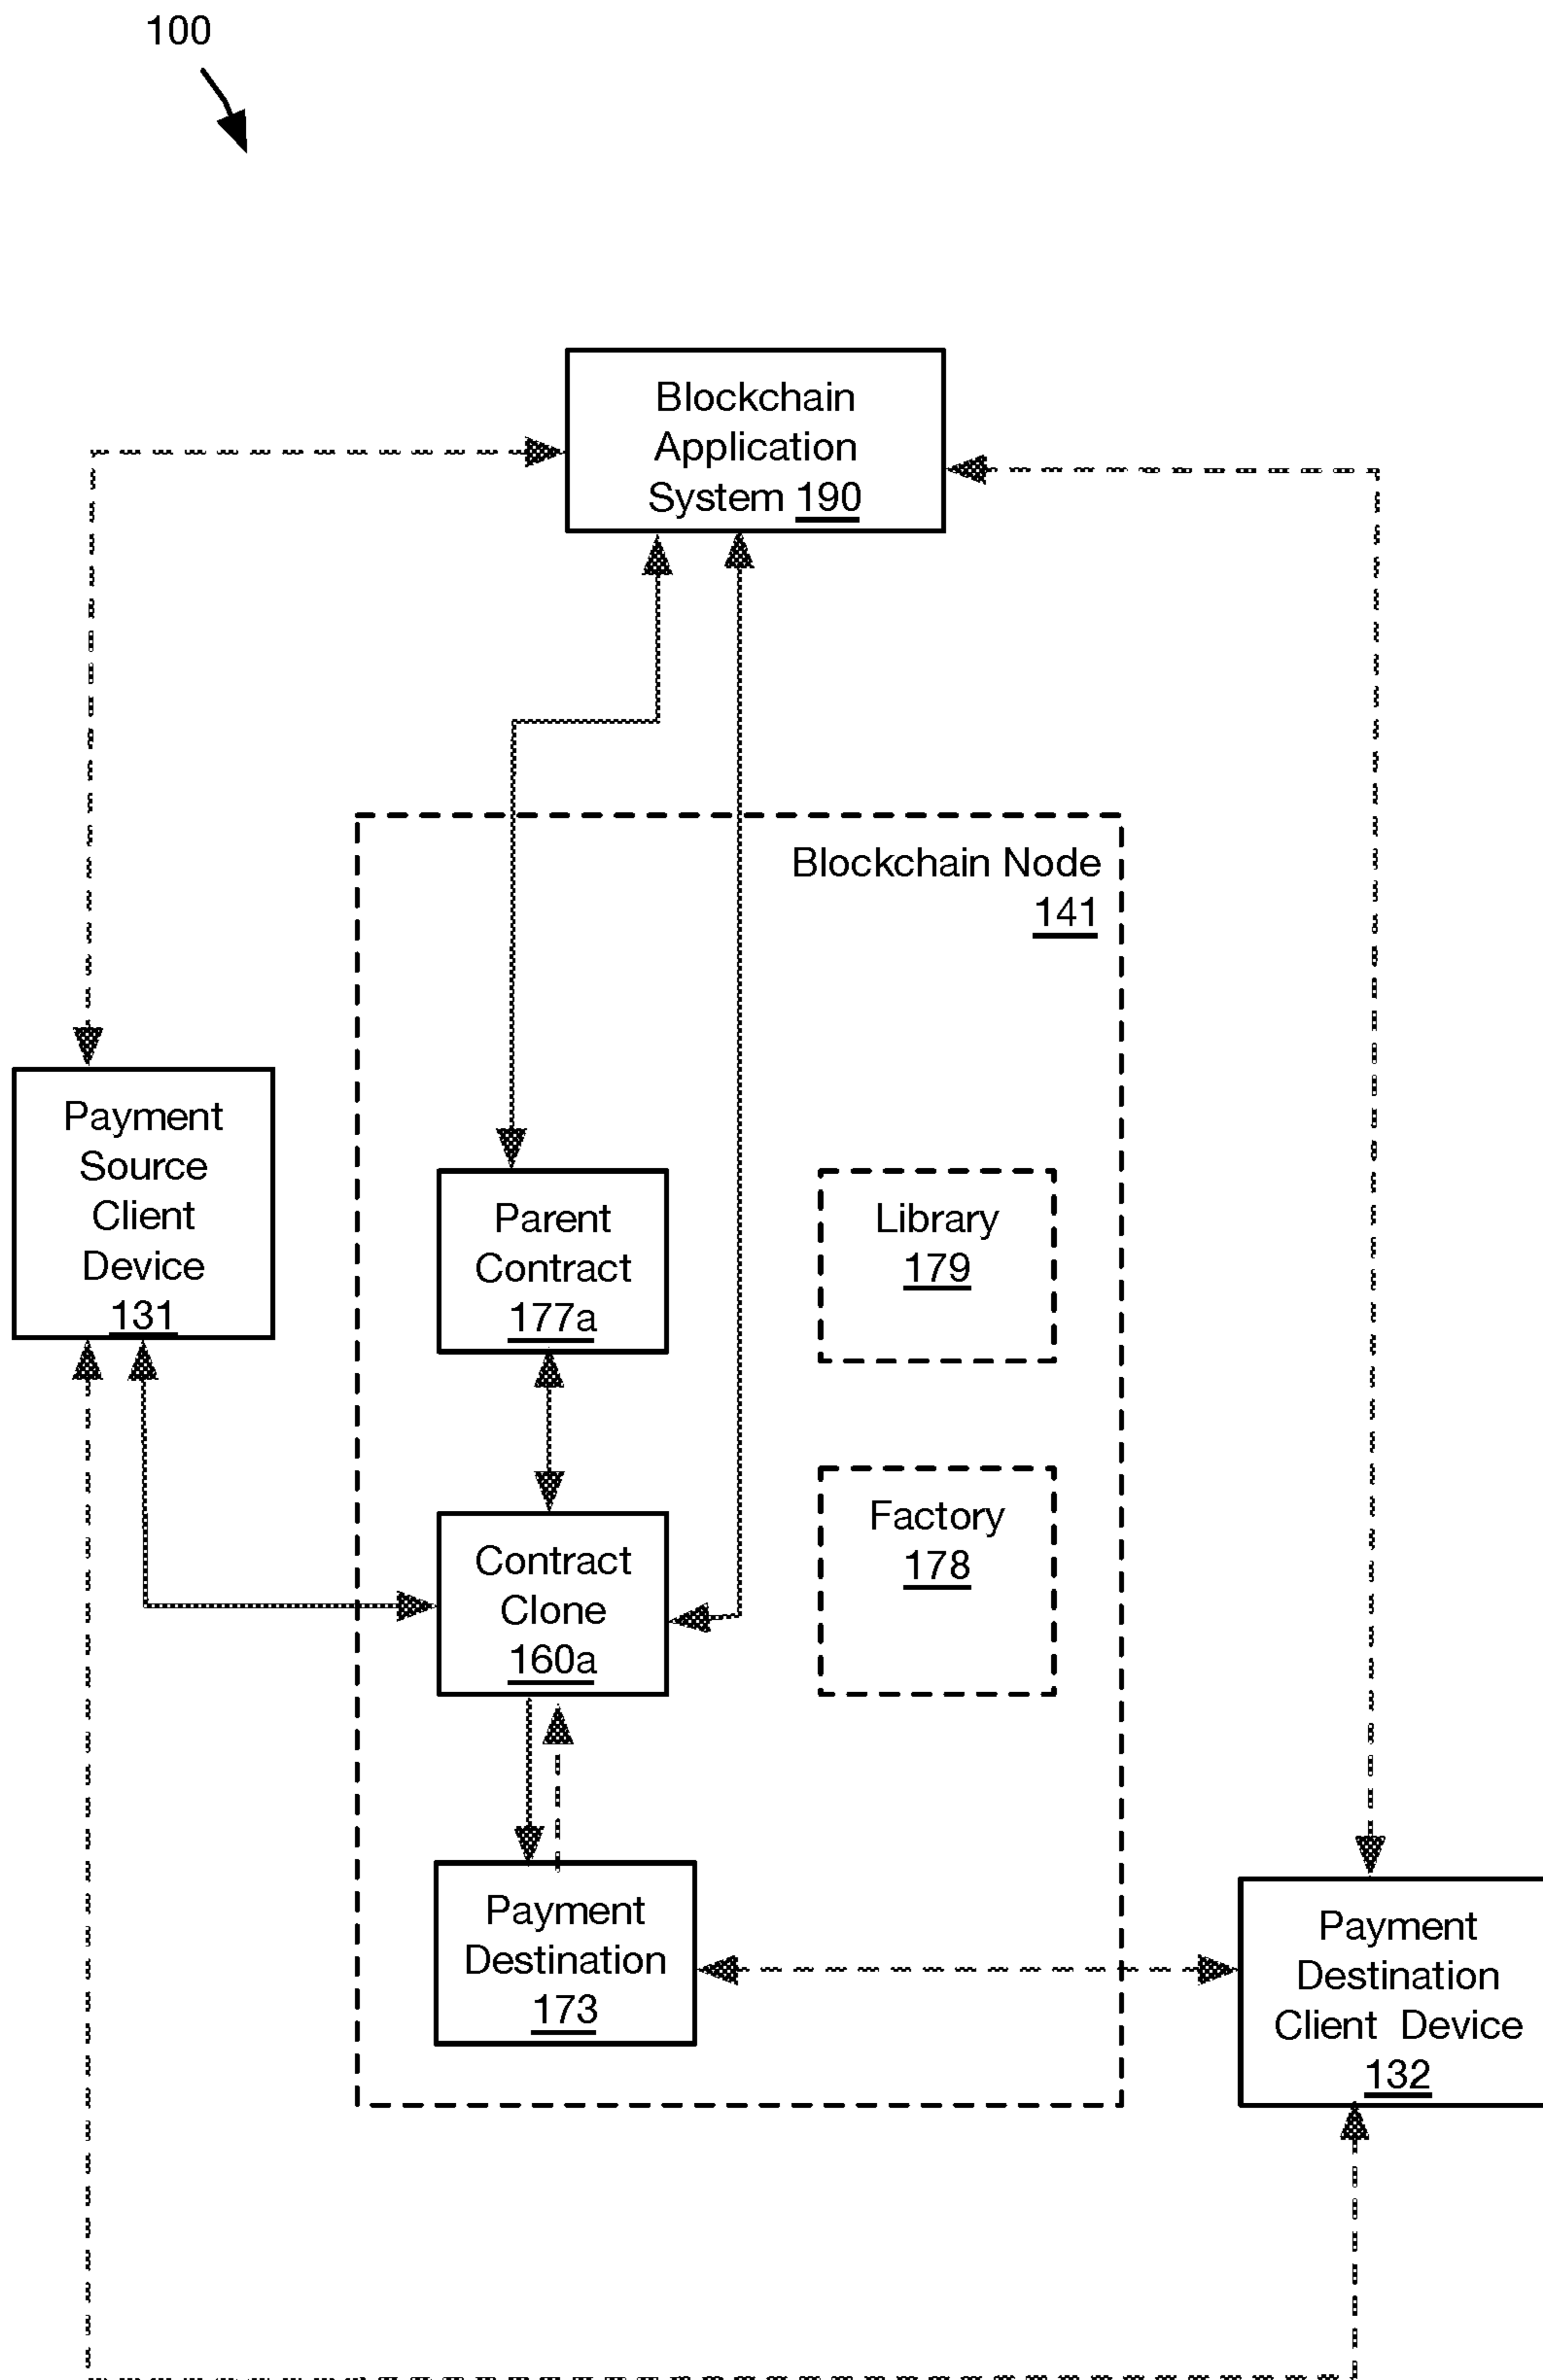 100
Blockchain
Application
System 190
Blockchain Node
141
Payment
Source
Client
Device
131
Parent
Contract
177a
Library
179
Contract
Clone
160a
Factory
178
Payment
Destination
173
Payment
Destination
Client Device
132